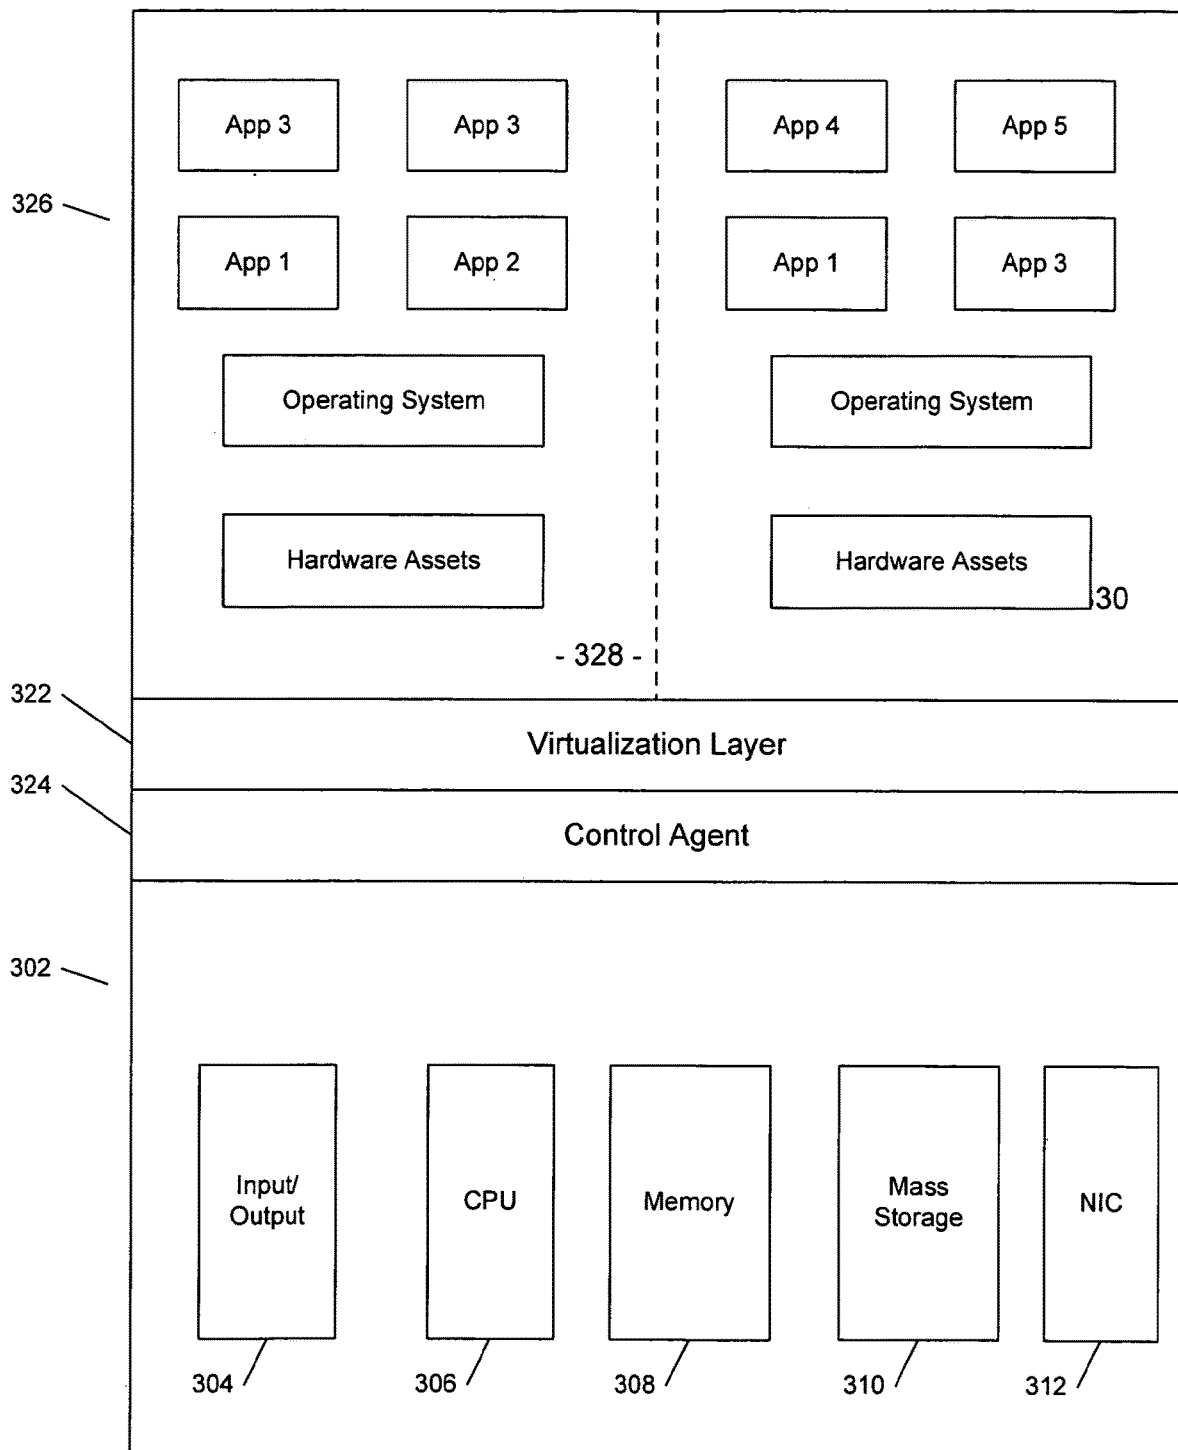 App 3
App 3
App 4
App 5
326
App 1
App 2
App 1
App 3
Operating System
Operating System
Hardware Assets
Hardware Assets
- 328 -
322
Virtualization Layer
324
Control Agent
302
Input/
Output
CPU
Memory
Mass
Storage
NIC
304
306
308
310
312